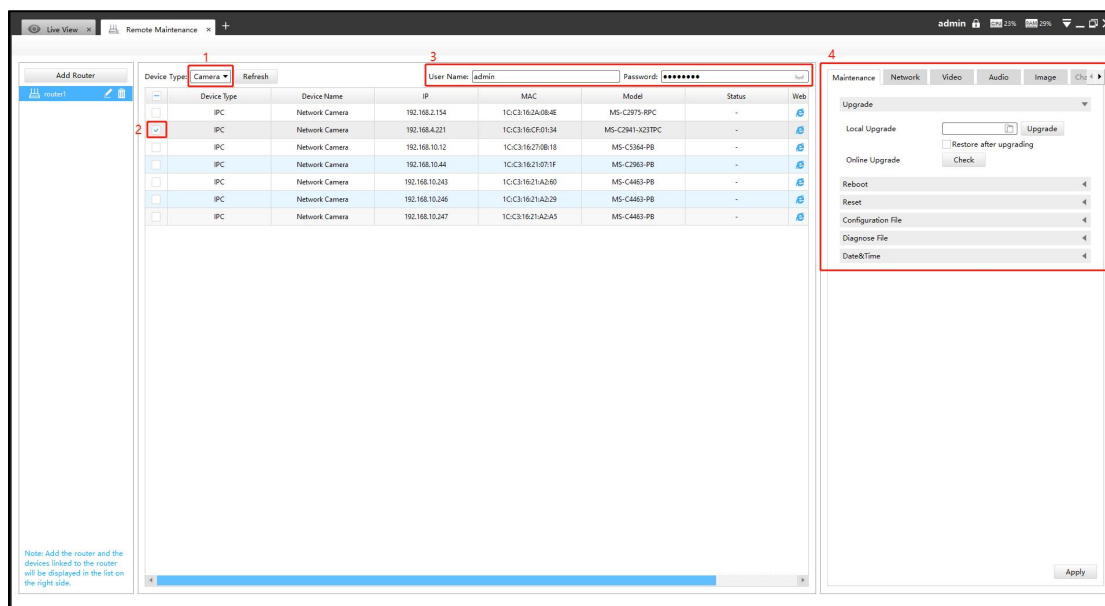 Live View × Remote Maintenance × +
admin CPU 23% RAM 29%
1
3
4
Add Router
router1
Device Type: Camera Refresh
User Name: admin Password: ●●●●●●●●
Maintenance Network Video Audio Image
Device Type Device Name IP MAC Model Status Web
IPC Network Camera 192.168.2.154 1C:C3:16:2A:0B:4E MS-C2975-RPC -
2
IPC Network Camera 192.168.4.221 1C:C3:16:CF:01:34 MS-C2941-X23TPC -
IPC Network Camera 192.168.10.12 1C:C3:16:27:0B:18 MS-C5364-PB -
IPC Network Camera 192.168.10.44 1C:C3:16:21:07:1F MS-C2963-PB -
IPC Network Camera 192.168.10.243 1C:C3:16:21:A2:60 MS-C4463-PB -
IPC Network Camera 192.168.10.246 1C:C3:16:21:A2:29 MS-C4463-PB -
IPC Network Camera 192.168.10.247 1C:C3:16:21:A2:A5 MS-C4463-PB -
Upgrade
Local Upgrade Upgrade
Restore after upgrading
Online Upgrade Check
Reboot
Reset
Configuration File
Diagnose File
Date&Time
Note: Add the router and the
devices linked to the router
will be displayed in the list on
the right side.
Apply